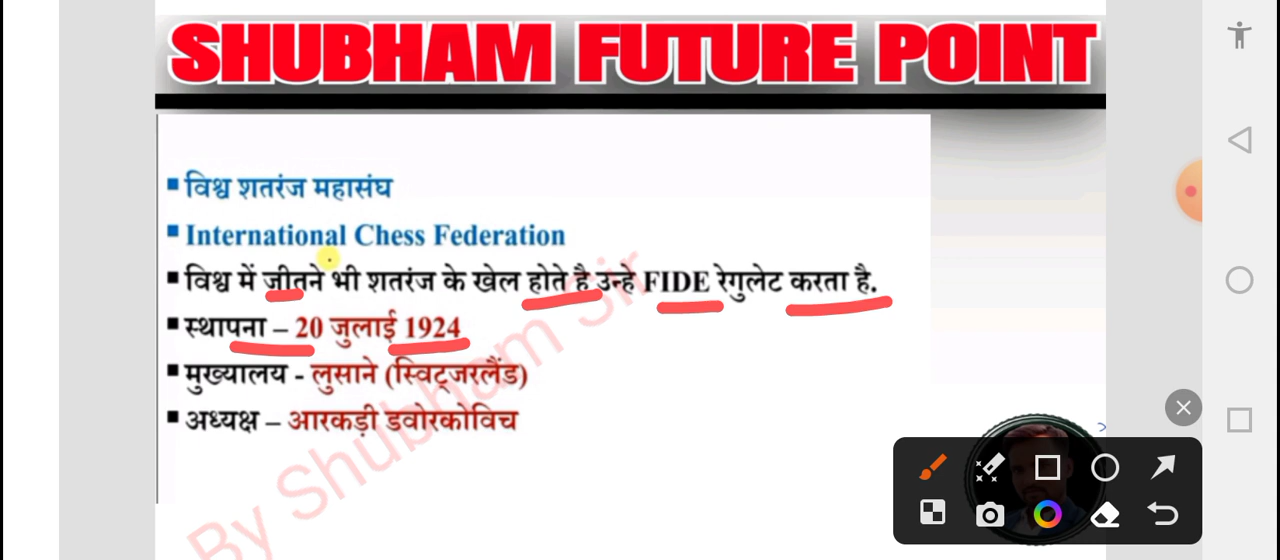 SHUBHAM FUTURE POINT
▪ विश्व शतरंज महासंघ
▪ International Chess Federation
▪ विश्व में जीतने भी शतरंज के खेल होते है उन्हे FIDE रेगुलेट करता है.
▪ स्थापना – 20 जुलाई 1924
▪ मुख्यालय - लुसाने (स्विट्जरलैंड)
▪ अध्यक्ष – आरकड़ी डवोरकोविच
By Shubham Sir